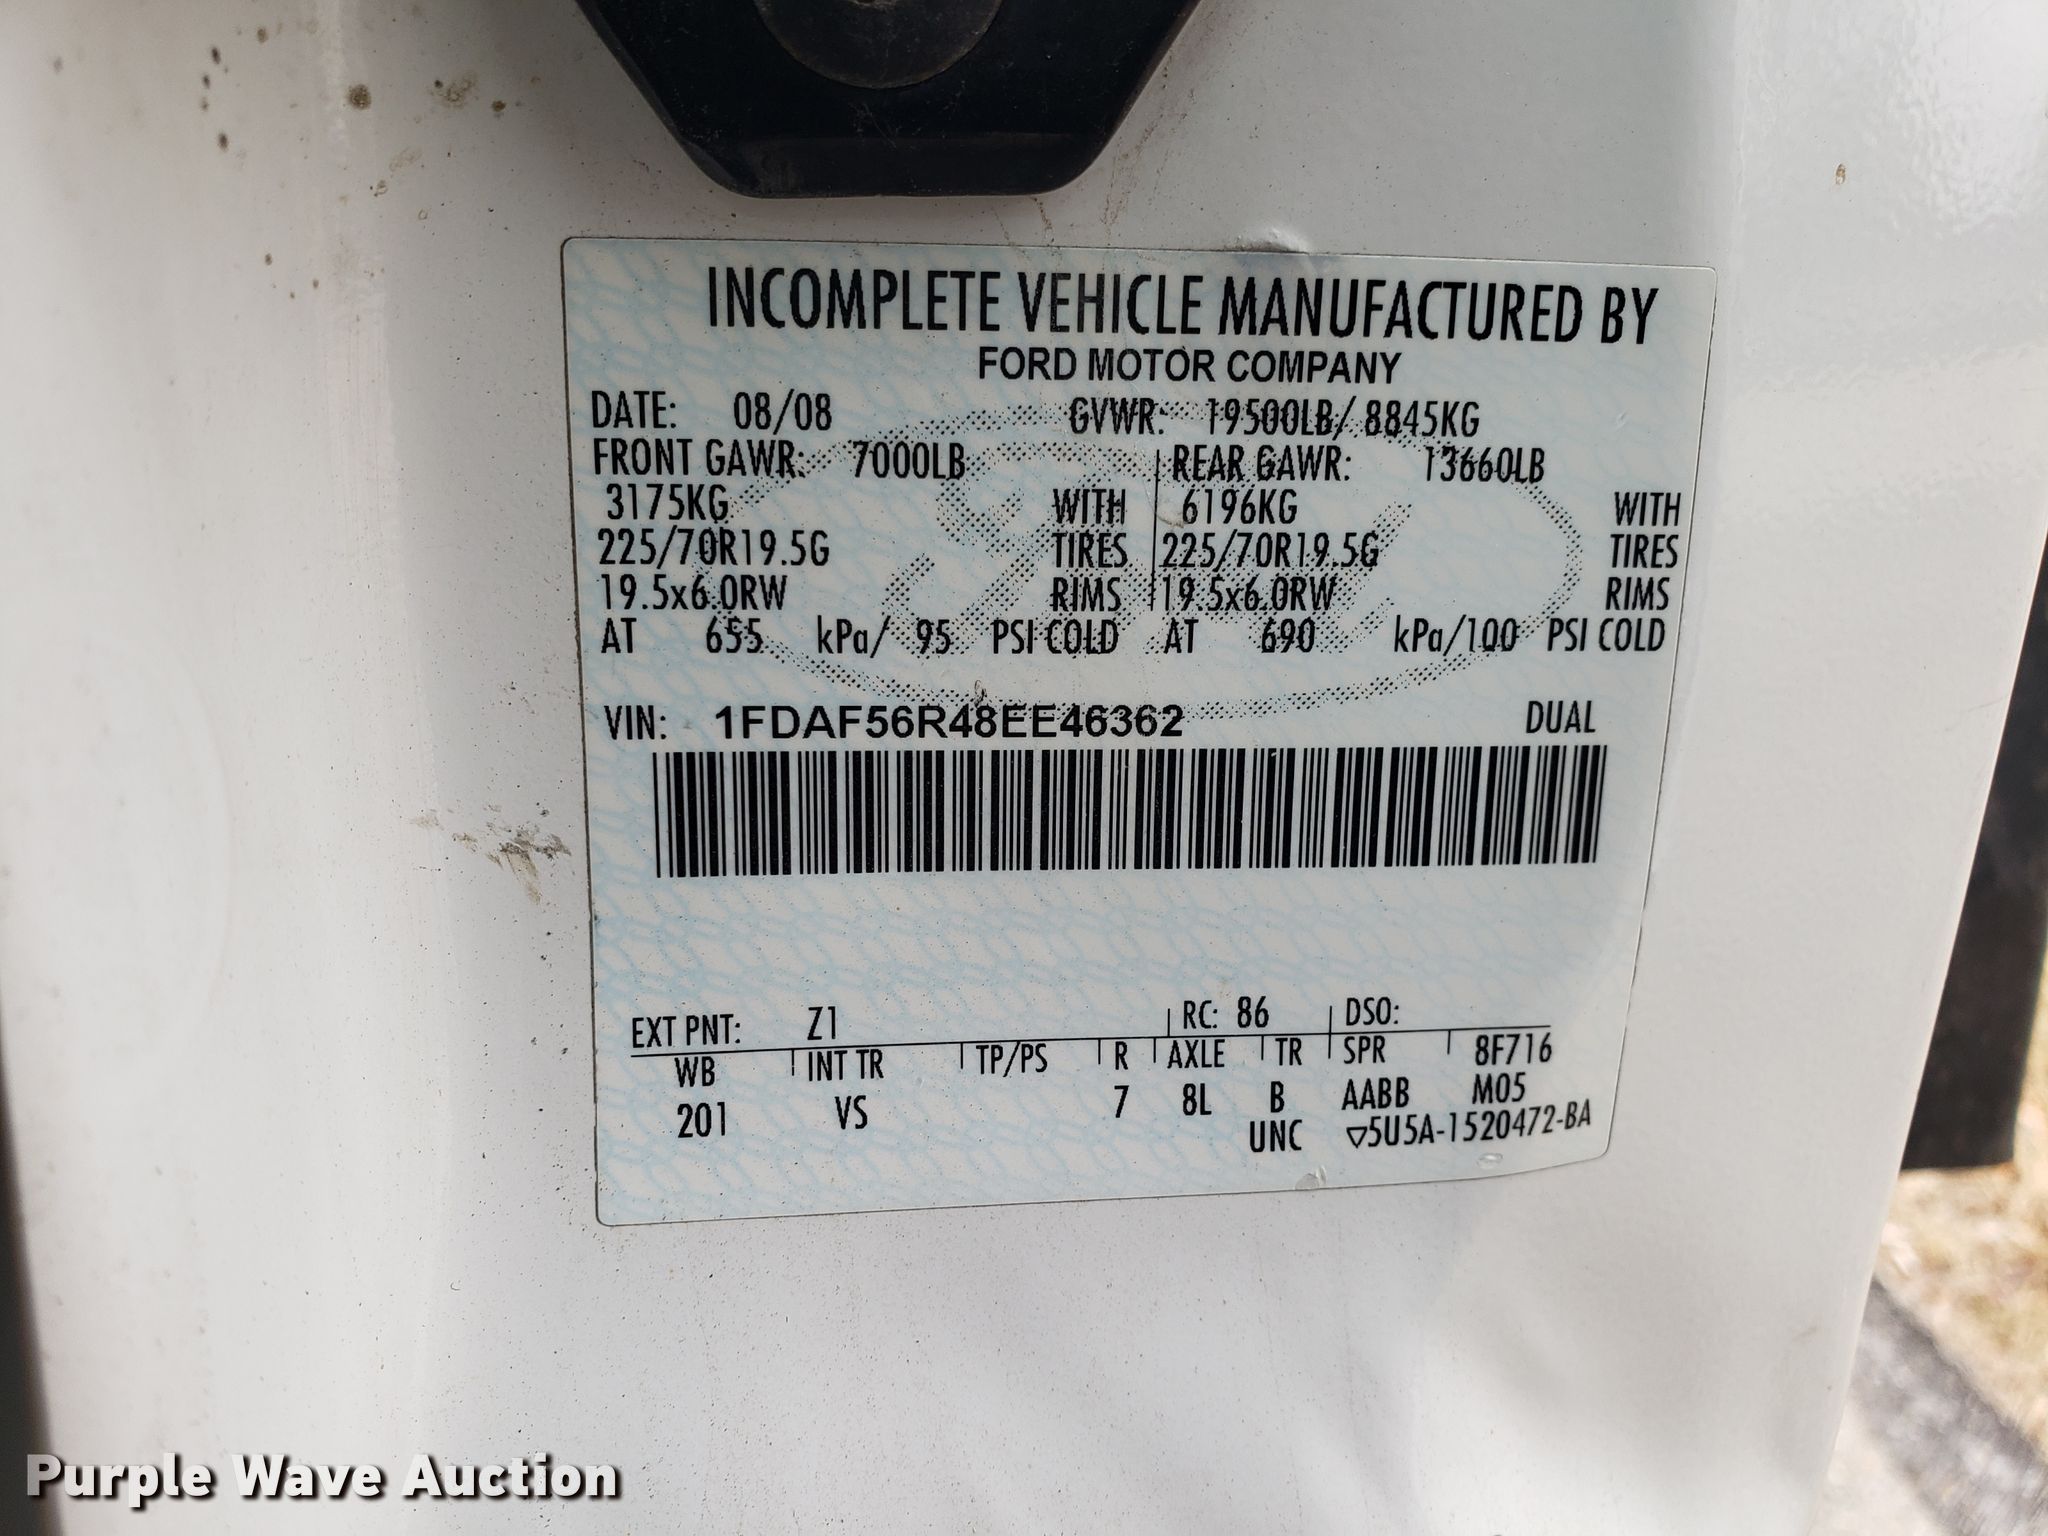 INCOMPLETE VEHICLE MANUFACTURED BY
FORD MOTOR COMPANY
DATE: 08/08 GVWR: 19500LB/ 8845KG
FRONT GAWR: 7000LB REAR GAWR: 13660LB
3175KG WITH 6196KG WITH
225/70R19.5G TIRES 225/70R19.5G TIRES
19.5x6.0RW RIMS 19.5x6.0RW RIMS
AT 655 kPa/ 95 PSI COLD AT 690 kPa/100 PSI COLD
VIN: 1FDAF56R48EE46362 DUAL
EXT PNT: Z1 RC: 86 DSO:
WB INT TR TP/PS R AXLE TR SPR 8F716
201 VS 7 8L B AABB M05
UNC ▽5U5A-1520472-BA
Purple Wave Auction